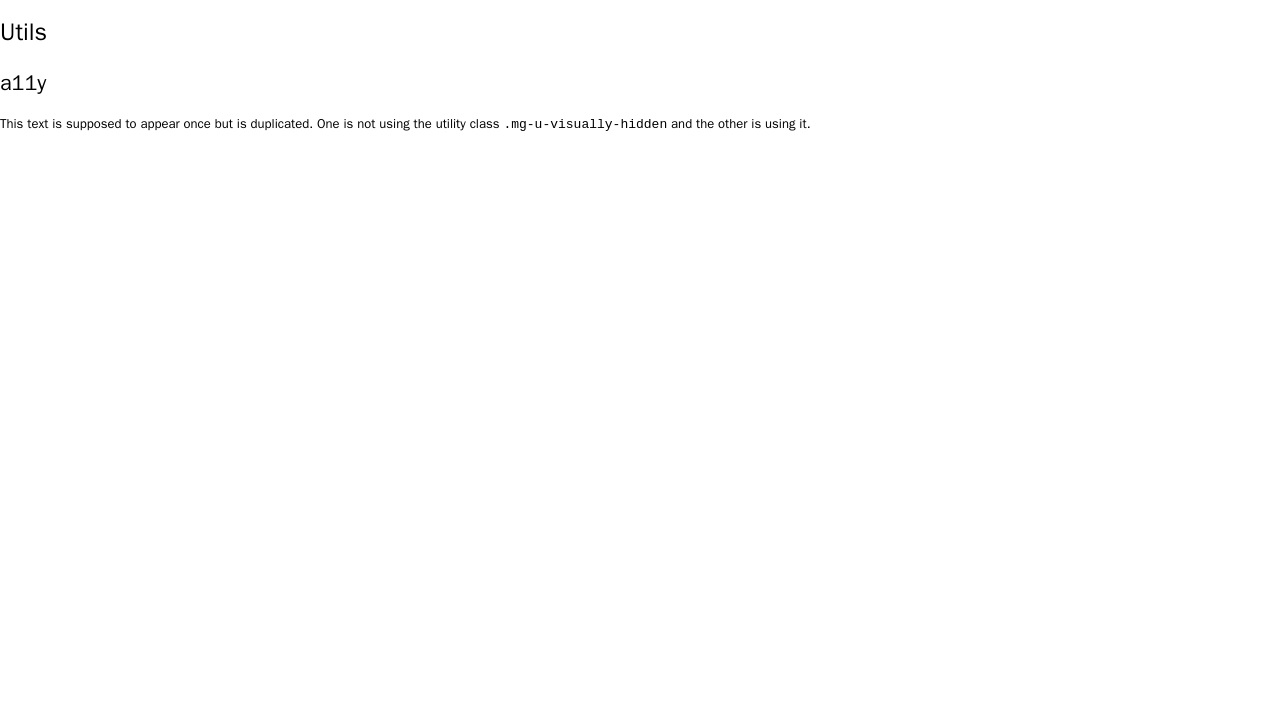 Utils
a11y
This text is supposed to appear once but is duplicated. One is not using the utility class .mg-u-visually-hidden and the other is using it.